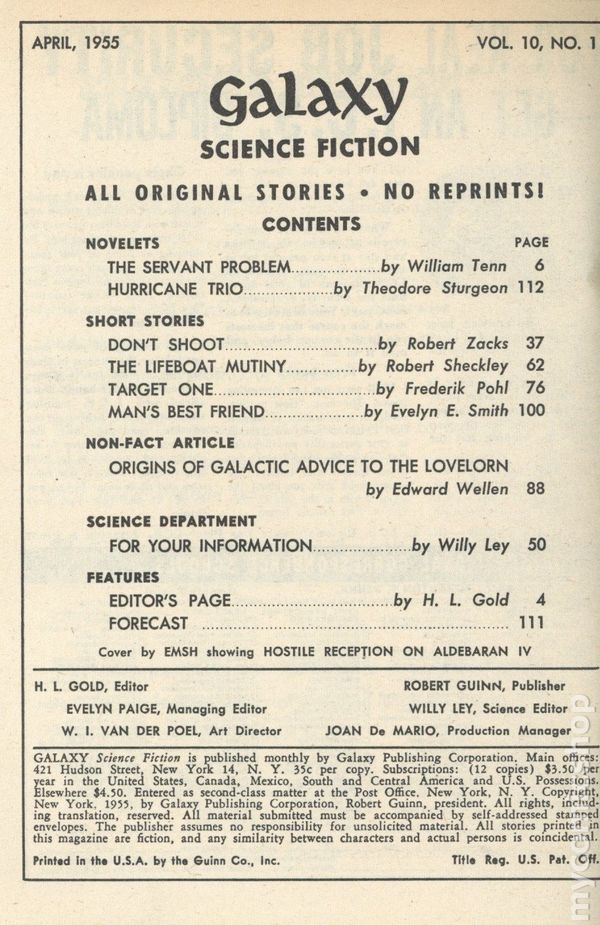 APRIL, 1955 VOL. 10, NO. 1
Galaxy
SCIENCE FICTION
ALL ORIGINAL STORIES • NO REPRINTS!
CONTENTS
NOVELETS PAGE
THE SERVANT PROBLEM....................by William Tenn 6
HURRICANE TRIO....................by Theodore Sturgeon 112
SHORT STORIES
DON'T SHOOT..................................by Robert Zacks 37
THE LIFEBOAT MUTINY................by Robert Sheckley 62
TARGET ONE....................................by Frederik Pohl 76
MAN'S BEST FRIEND......................by Evelyn E. Smith 100
NON-FACT ARTICLE
ORIGINS OF GALACTIC ADVICE TO THE LOVELORN
by Edward Wellen 88
SCIENCE DEPARTMENT
FOR YOUR INFORMATION......................by Willy Ley 50
FEATURES
EDITOR'S PAGE....................................by H. L. Gold 4
FORECAST .................................................................... 111
Cover by EMSH showing HOSTILE RECEPTION ON ALDEBARAN IV
H. L. GOLD, Editor ROBERT GUINN, Publisher
EVELYN PAIGE, Managing Editor WILLY LEY, Science Editor
W. I. VAN DER POEL, Art Director JOAN De MARIO, Production Manager
GALAXY Science Fiction is published monthly by Galaxy Publishing Corporation. Main offices:
421 Hudson Street, New York 14, N. Y. 35c per copy. Subscriptions: (12 copies) $3.50 per
year in the United States, Canada, Mexico, South and Central America and U.S. Possessions.
Elsewhere $4.50. Entered as second-class matter at the Post Office, New York, N. Y. Copyright,
New York, 1955, by Galaxy Publishing Corporation, Robert Guinn, president. All rights, includ-
ing translation, reserved. All material submitted must be accompanied by self-addressed stamped
envelopes. The publisher assumes no responsibility for unsolicited material. All stories printed in
this magazine are fiction, and any similarity between characters and actual persons is coincidental.
Printed in the U.S.A. by the Guinn Co., Inc. Title Reg. U.S. Pat. Off.